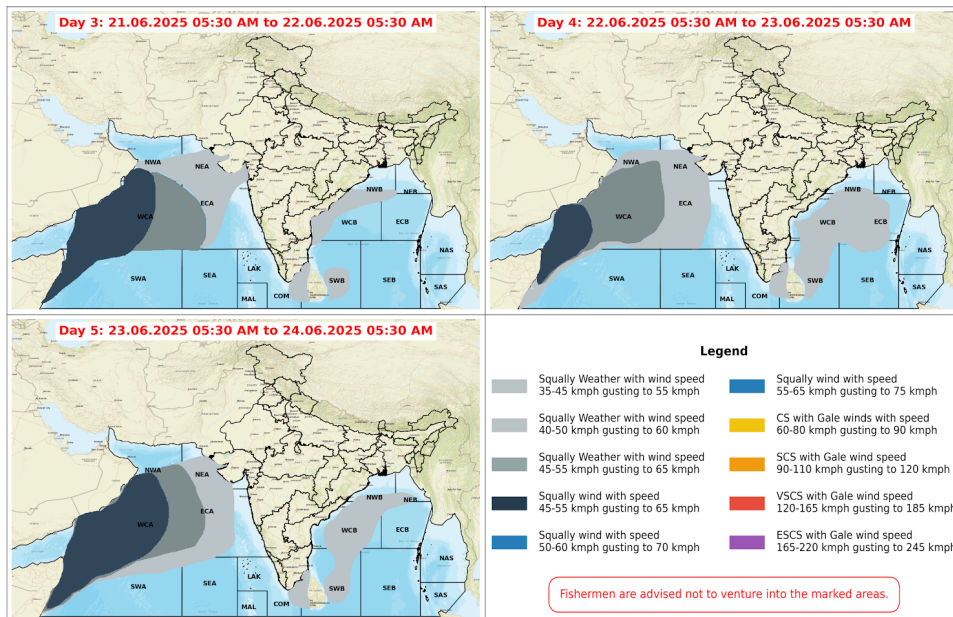 Day 3: 21.06.2025 05:30 AM to 22.06.2025 05:30 AM
NWA
NEA
WCA
ECA
NWB
NEB
WCB
ECB
SWA
SEA
LAK
MAL
COM
SWB
SEB
NAS
SAS
Day 4: 22.06.2025 05:30 AM to 23.06.2025 05:30 AM
NWA
NEA
WCA
ECA
NWB
NEB
WCB
ECB
SWA
SEA
LAK
MAL
COM
SWB
SEB
NAS
SAS
Day 5: 23.06.2025 05:30 AM to 24.06.2025 05:30 AM
NWA
NEA
WCA
ECA
NWB
NEB
WCB
ECB
SWA
SEA
LAK
MAL
COM
SWB
SEB
NAS
SAS
Legend
Squally Weather with wind speed
35-45 kmph gusting to 55 kmph
Squally Weather with wind speed
40-50 kmph gusting to 60 kmph
Squally Weather with wind speed
45-55 kmph gusting to 65 kmph
Squally wind with speed
45-55 kmph gusting to 65 kmph
Squally wind with speed
50-60 kmph gusting to 70 kmph
Squally wind with speed
55-65 kmph gusting to 75 kmph
CS with Gale winds with speed
60-80 kmph gusting to 90 kmph
SCS with Gale wind speed
90-110 kmph gusting to 120 kmph
VSCS with Gale wind speed
120-165 kmph gusting to 185 kmph
ESCS with Gale wind speed
165-220 kmph gusting to 245 kmph
Fishermen are advised not to venture into the marked areas.